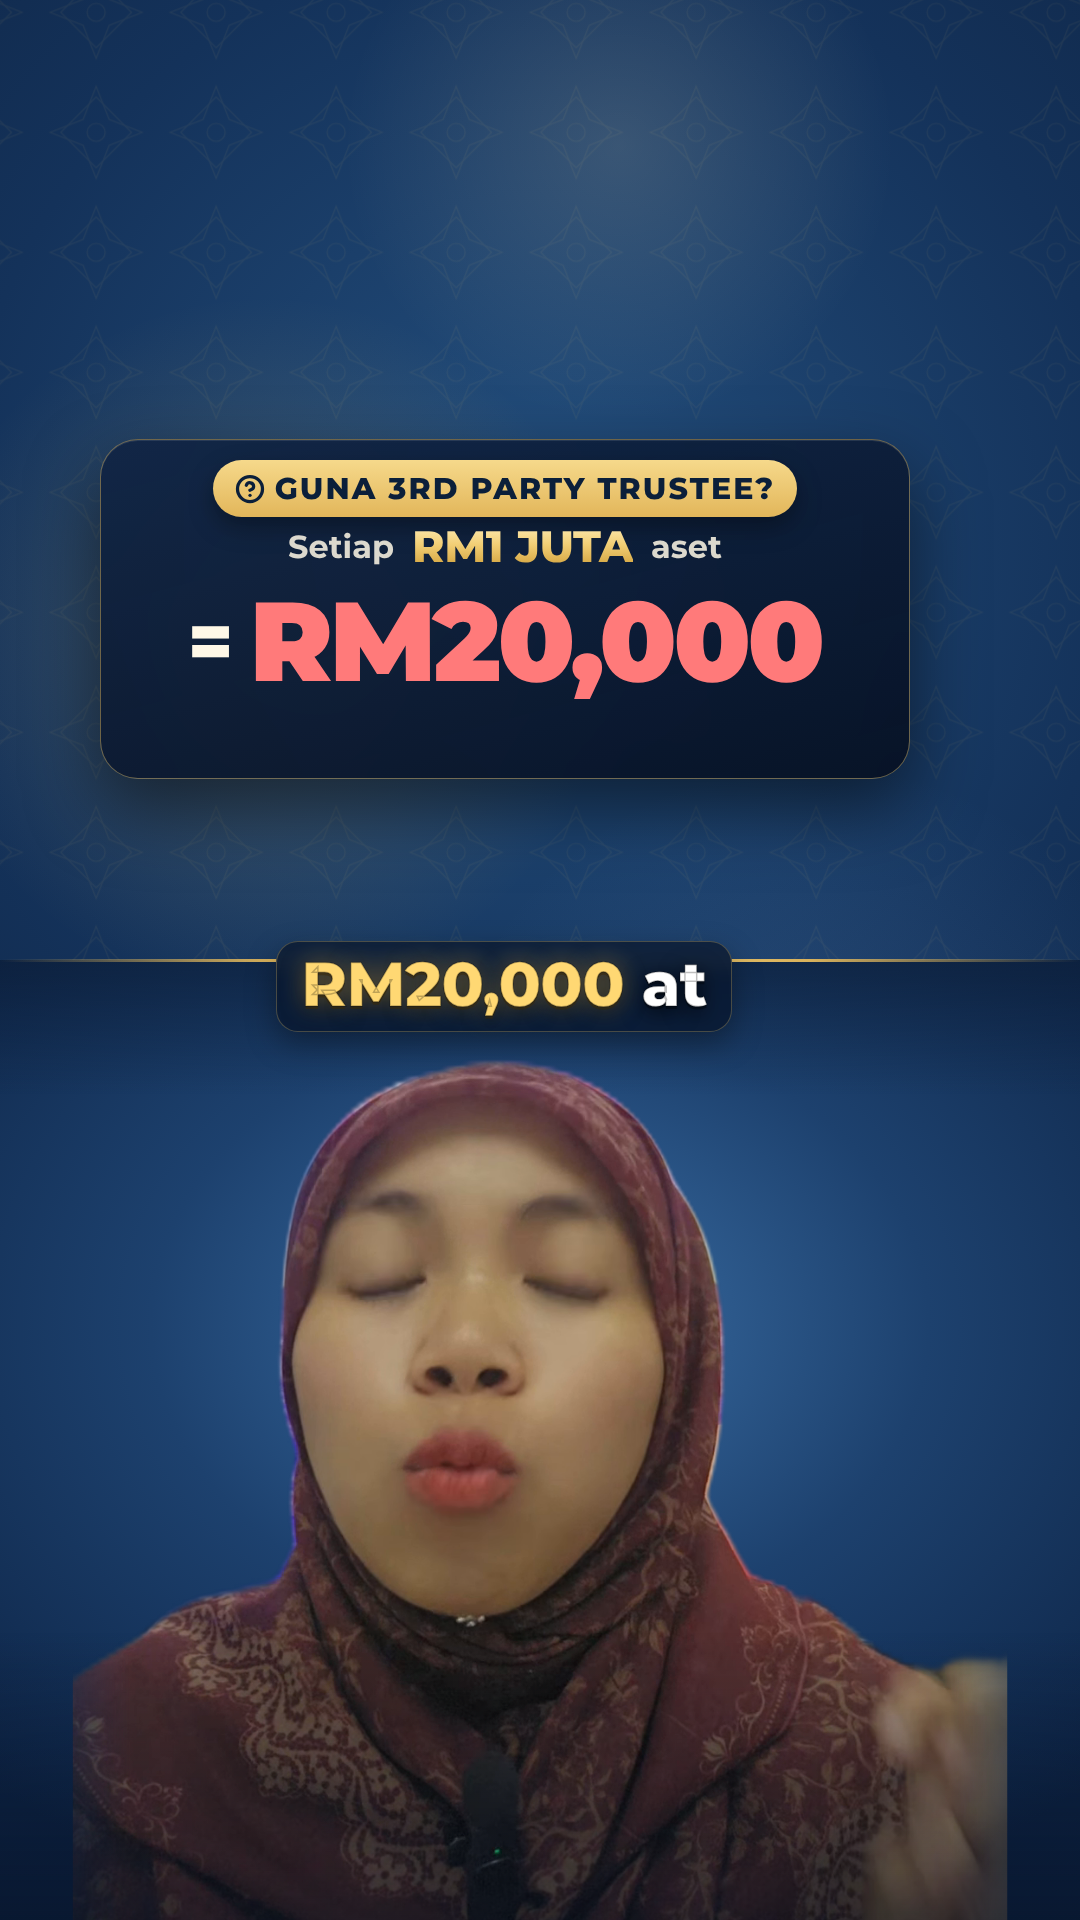 GUNA 3RD PARTY TRUSTEE?
Setiap RM1 JUTA aset
= RM20,000
RM20,000 at